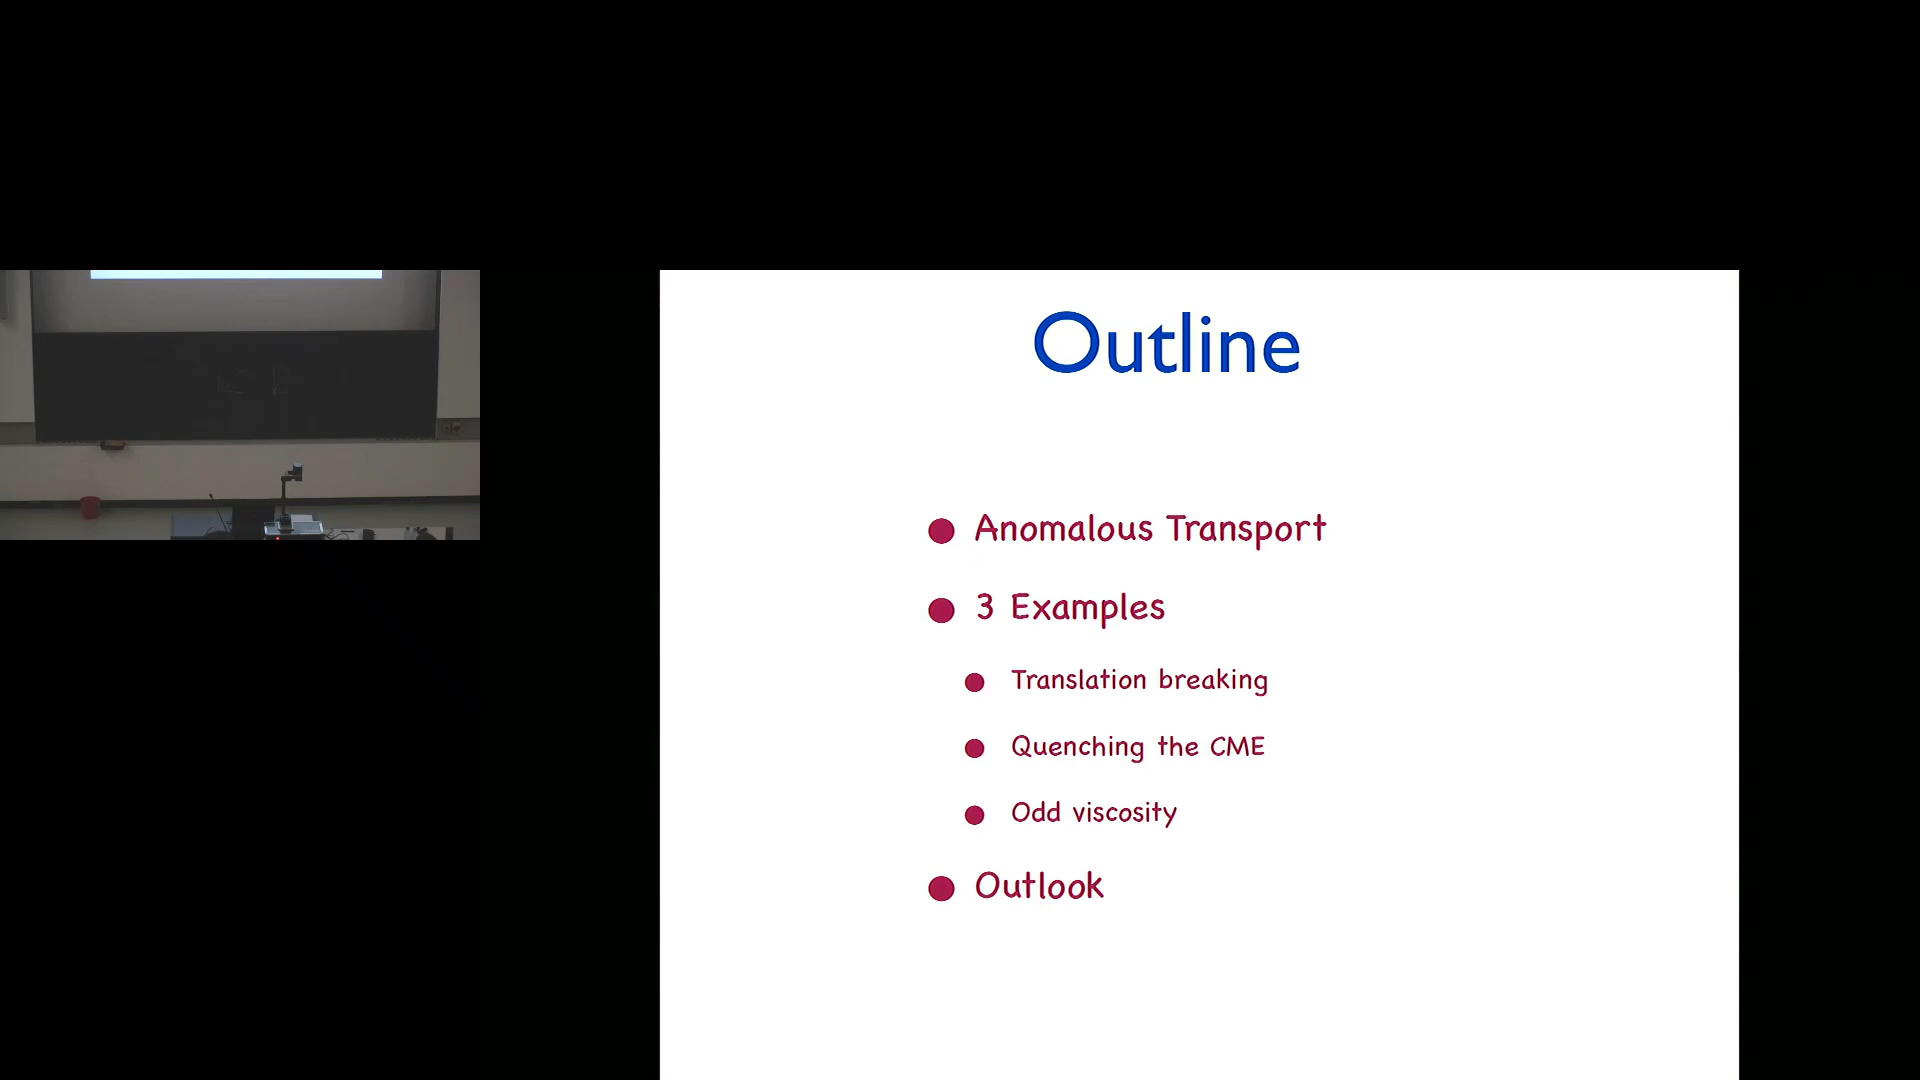 Outline
Anomalous Transport
3 Examples
Translation breaking
Quenching the CME
Odd viscosity
Outlook